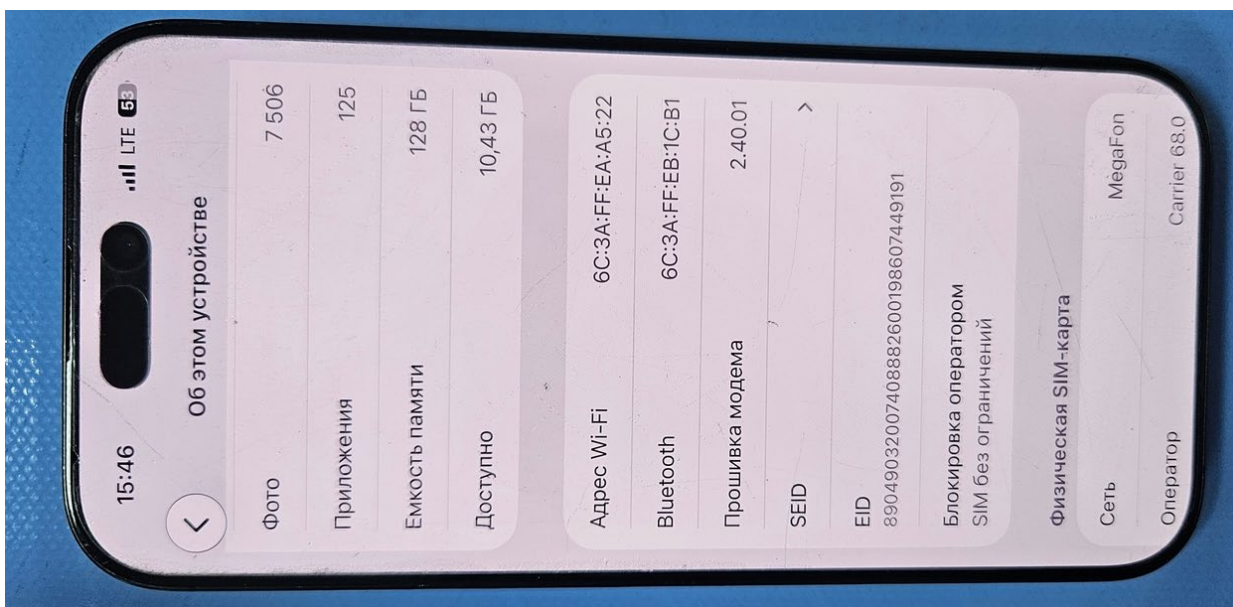 15:46 LTE 53
Об этом устройстве
Фото 7 506
Приложения 125
Емкость памяти 128 ГБ
Доступно 10,43 ГБ
Адрес Wi-Fi 6C:3A:FF:EA:A5:22
Bluetooth 6C:3A:FF:EB:1C:B1
Прошивка модема 2.40.01
SEID
EID
89049032007408882600198607449191
Блокировка оператором
SIM без ограничений
Физическая SIM-карта
Сеть MegaFon
Оператор Carrier 68.0